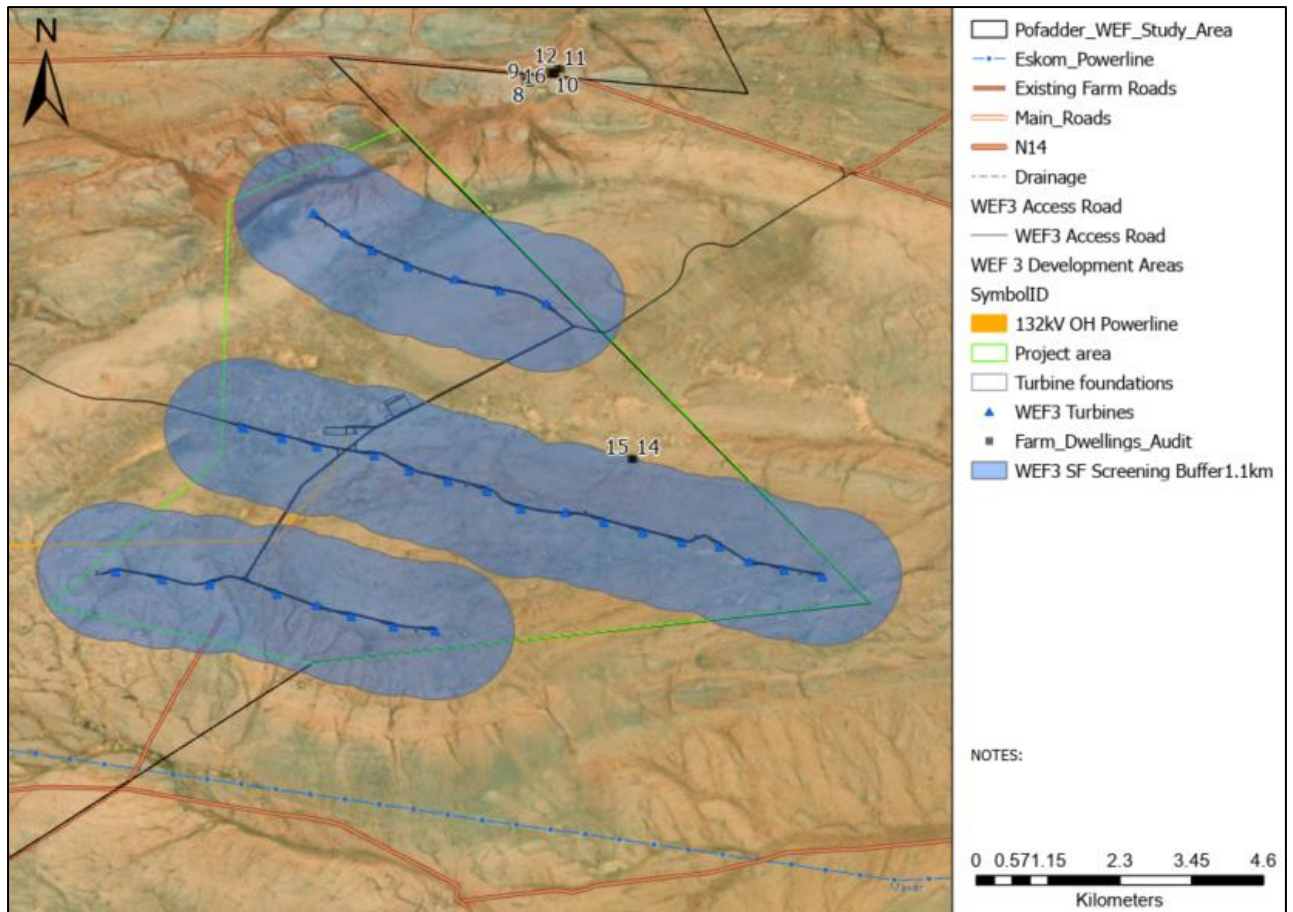 N
12 11
9 16
10
8
15 14
Maxar
Pofadder_WEF_Study_Area
Eskom_Powerline
Existing Farm Roads
Main_Roads
N14
Drainage
WEF3 Access Road
WEF3 Access Road
WEF 3 Development Areas
SymbolID
132kV OH Powerline
Project area
Turbine foundations
WEF3 Turbines
Farm_Dwellings_Audit
WEF3 SF Screening Buffer1.1km
NOTES:
0 0.571.15 2.3 3.45 4.6
Kilometers